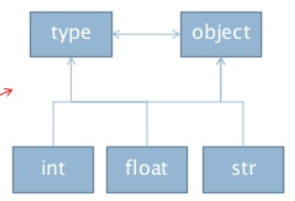 type object
int float str